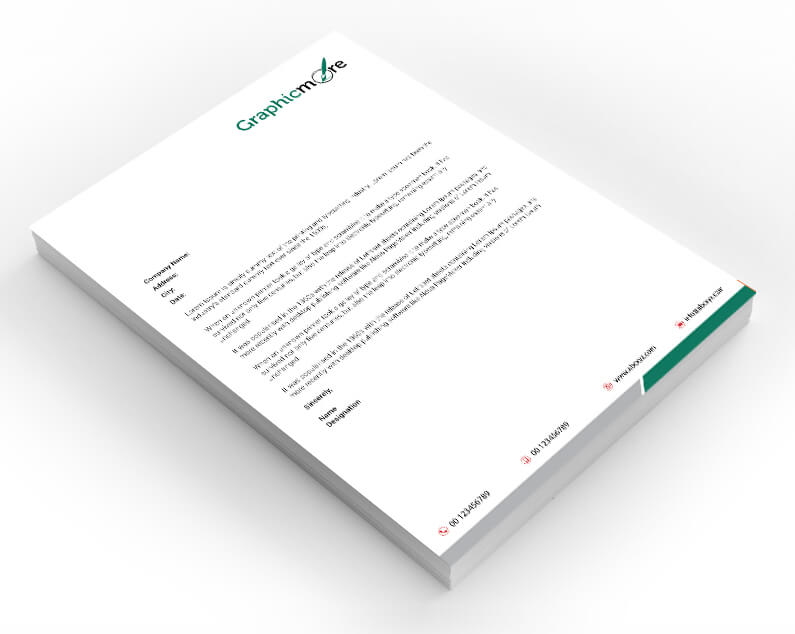 Graphicmore
Company Name:
Address:
City:
Date:
Lorem Ipsum is simply dummy text of the printing and typesetting industry. Lorem Ipsum has been the
industry's standard dummy text ever since the 1500s,
When an unknown printer took a galley of type and scrambled it to make a type specimen book. It has
survived not only five centuries, but also the leap into electronic typesetting, remaining essentially
unchanged.
It was popularised in the 1960s with the release of Letraset sheets containing Lorem Ipsum passages, and
more recently with desktop publishing software like Aldus PageMaker including versions of Lorem Ipsum.
When an unknown printer took a galley of type and scrambled it to make a type specimen book. It has
survived not only five centuries, but also the leap into electronic typesetting, remaining essentially
unchanged.
It was popularised in the 1960s with the release of Letraset sheets containing Lorem Ipsum passages, and
more recently with desktop publishing software like Aldus PageMaker including versions of Lorem Ipsum.
Sincerely,
Name
Designation
00 123456789
00 123456789